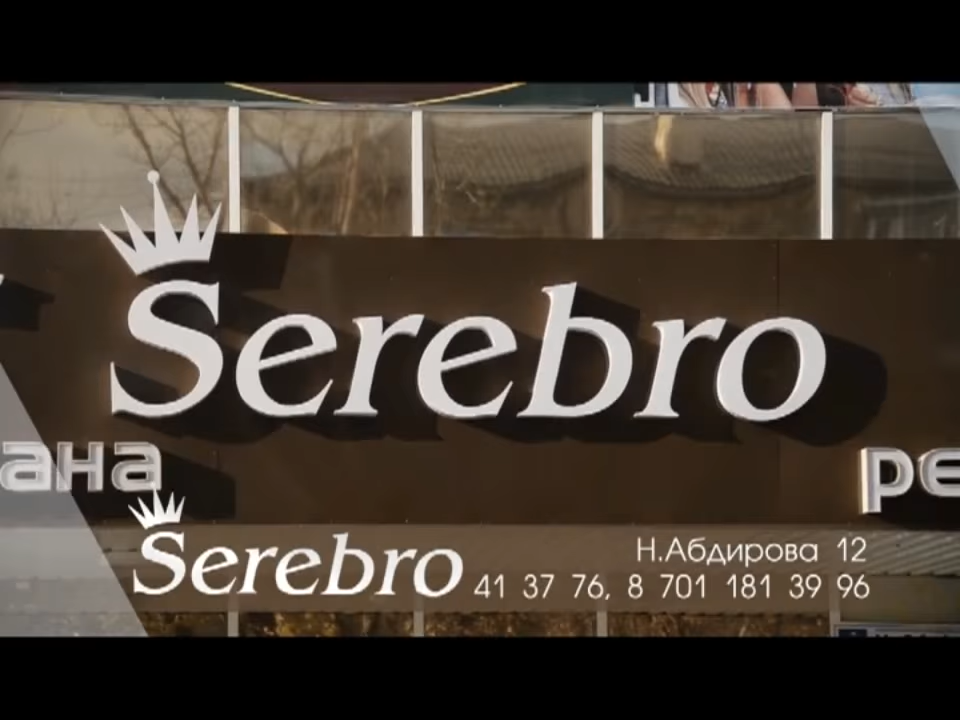 Serebro
ана
ре
Serebro
Н.Абдирова 12
41 37 76, 8 701 181 39 96